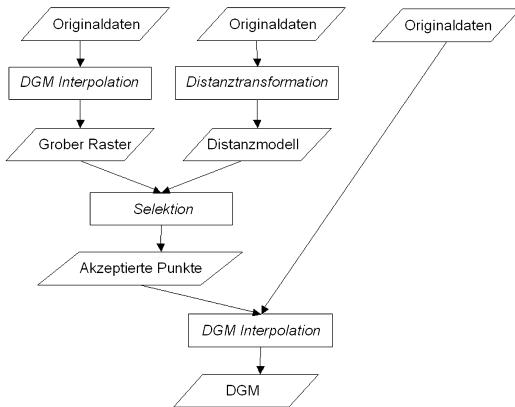 Originaldaten
Originaldaten
Originaldaten
DGM Interpolation
Distanztransformation
Grober Raster
Distanzmodell
Selektion
Akzeptierte Punkte
DGM Interpolation
DGM